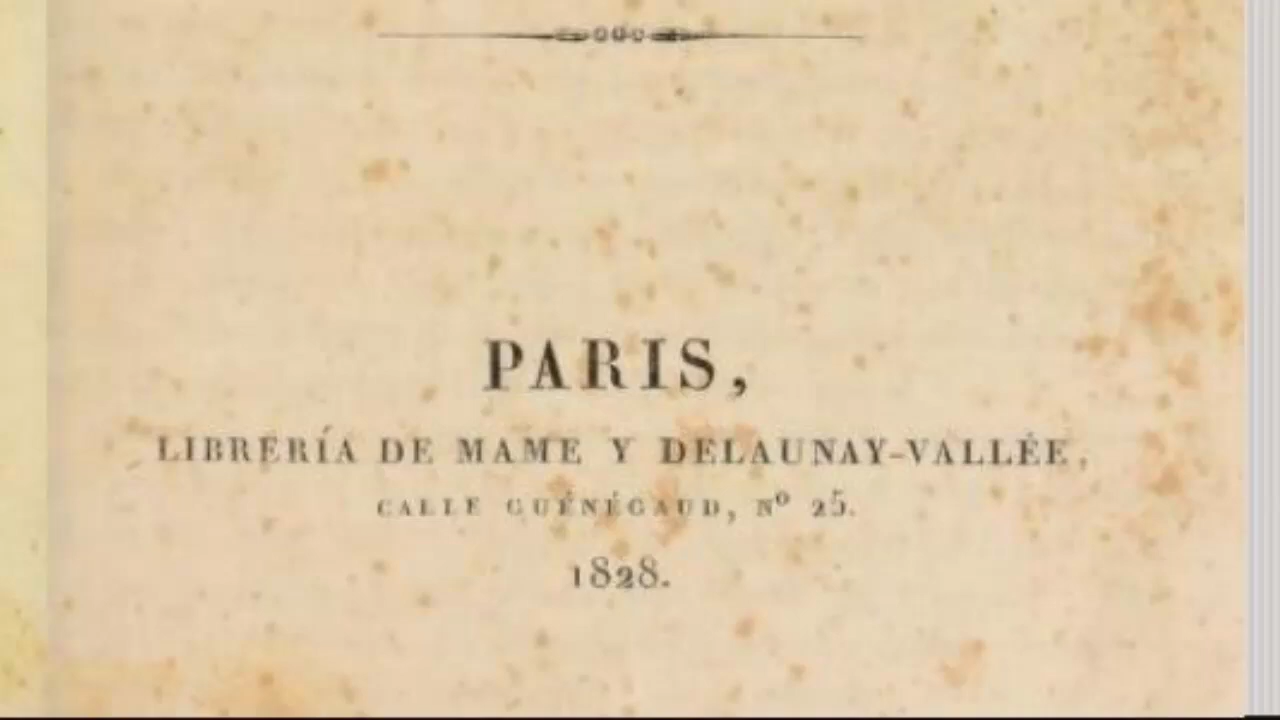 PARIS,
LIBRERÍA DE MAME Y DELAUNAY-VALLÉE,
CALLE GUÉNÉGAUD, Nº 25.
1828.